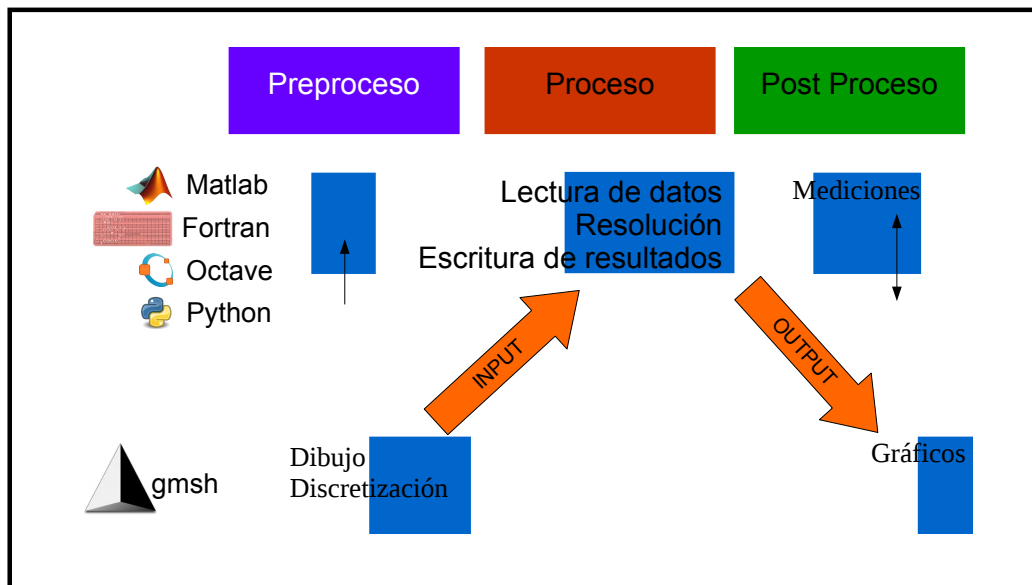 Preproceso
Proceso
Post Proceso
Matlab
Fortran
Octave
Python
Lectura de datos
Resolución
Escritura de resultados
Mediciones
INPUT
OUTPUT
gmsh
Dibujo
Discretización
Gráficos